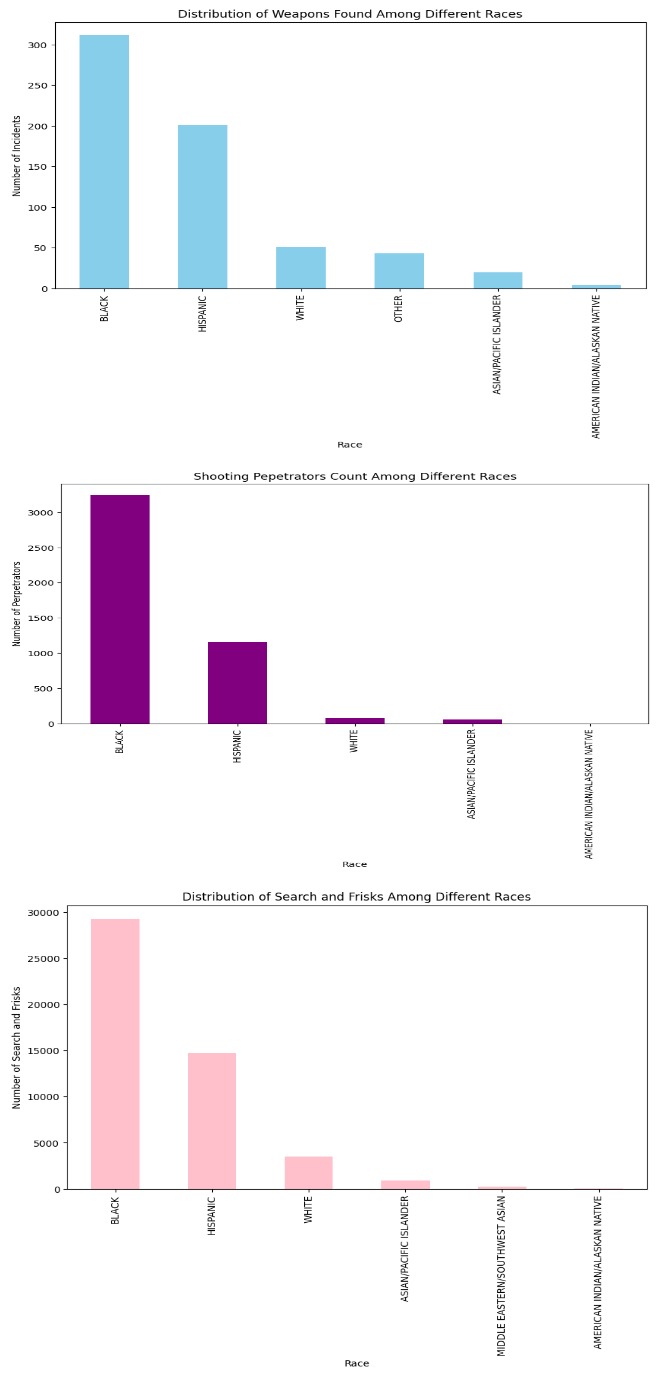 Distribution of Weapons Found Among Different Races
300
250
200
150
100
50
0
Number of Incidents
BLACK
HISPANIC
WHITE
OTHER
ASIAN/PACIFIC ISLANDER
AMERICAN INDIAN/ALASKAN NATIVE
Race
Shooting Pepetrators Count Among Different Races
3000
2500
2000
1500
1000
500
0
Number of Perpetrators
BLACK
HISPANIC
WHITE
ASIAN/PACIFIC ISLANDER
AMERICAN INDIAN/ALASKAN NATIVE
Race
Distribution of Search and Frisks Among Different Races
30000
25000
20000
15000
10000
5000
0
Number of Search and Frisks
BLACK
HISPANIC
WHITE
ASIAN/PACIFIC ISLANDER
MIDDLE EASTERN/SOUTHWEST ASIAN
AMERICAN INDIAN/ALASKAN NATIVE
Race